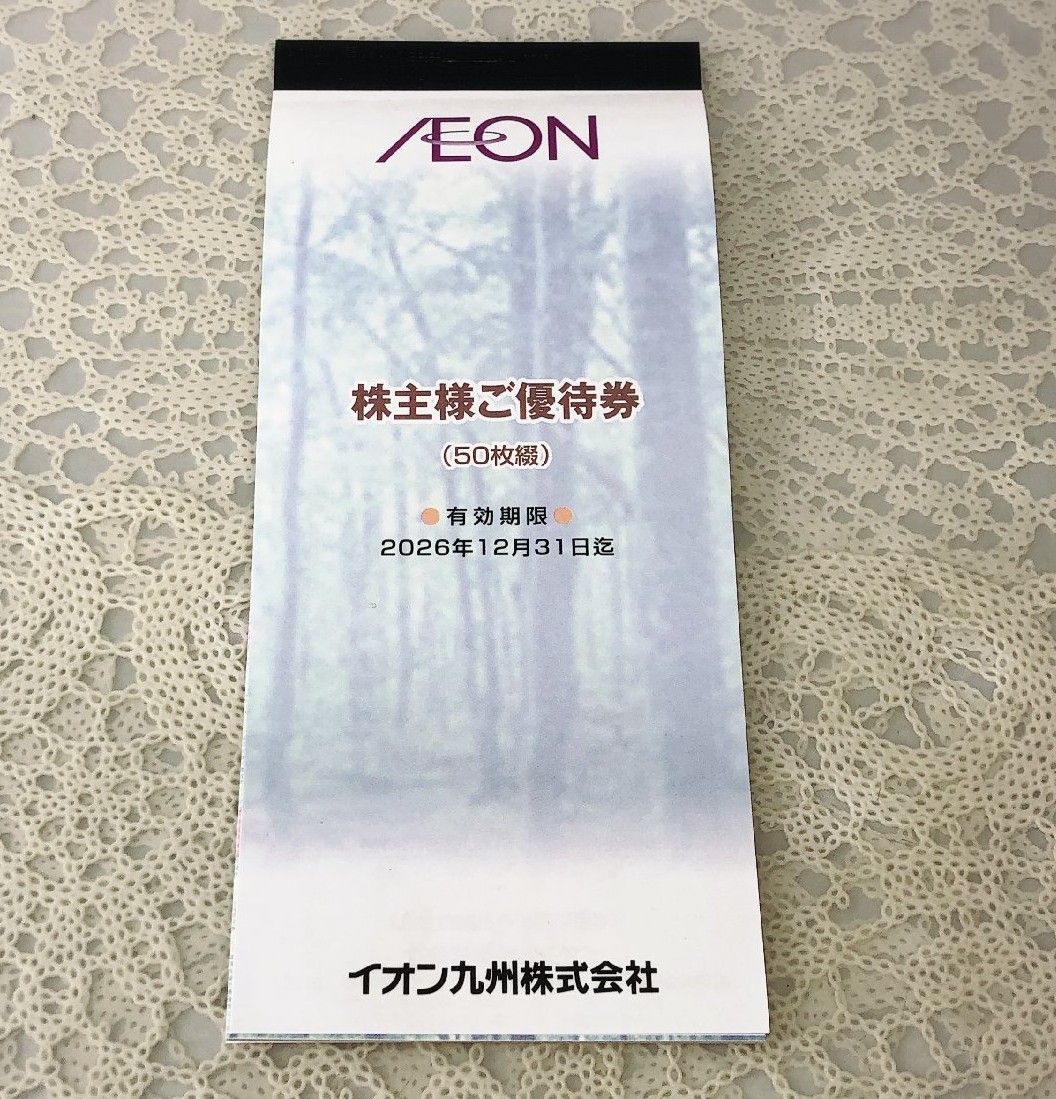 ÆON
株主様ご優待券
(50枚綴)
●有効期限●
2026年12月31日迄
イオン九州株式会社